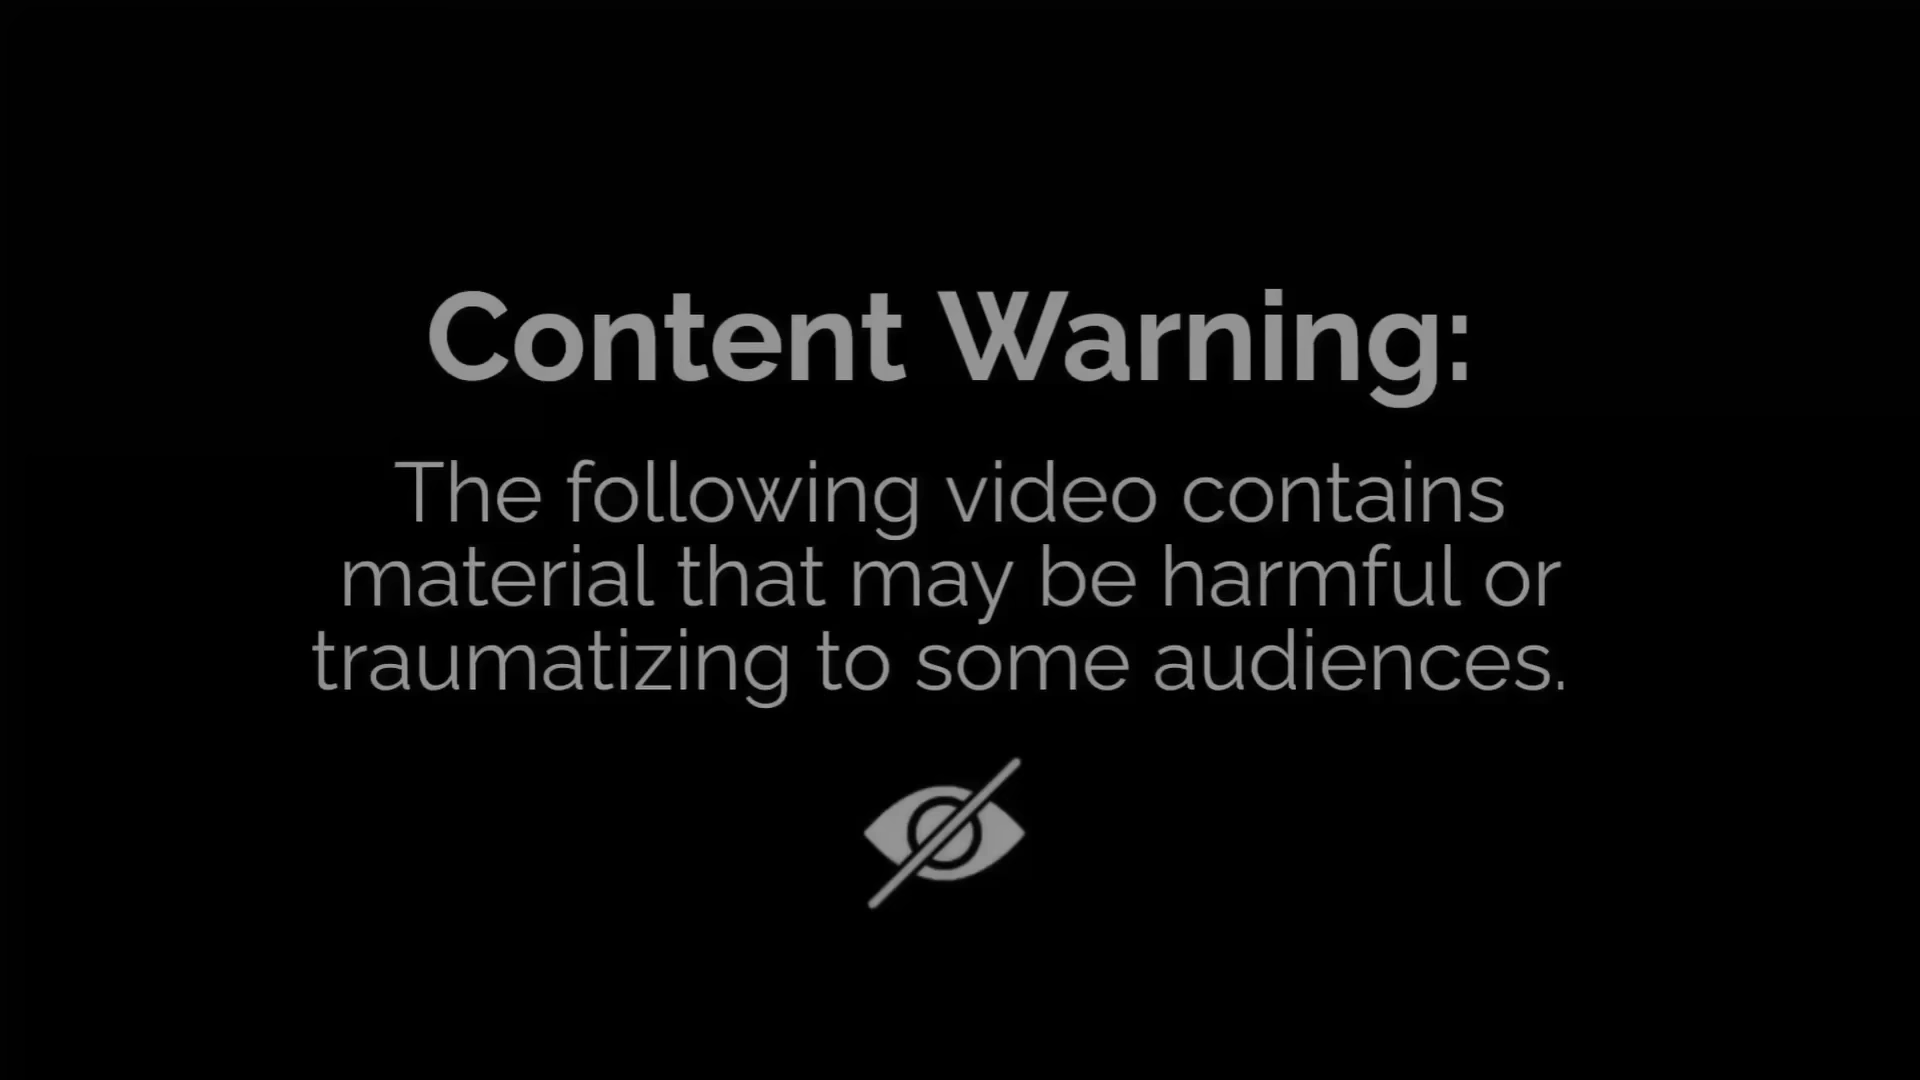 Content Warning:
The following video contains
material that may be harmful or
traumatizing to some audiences.